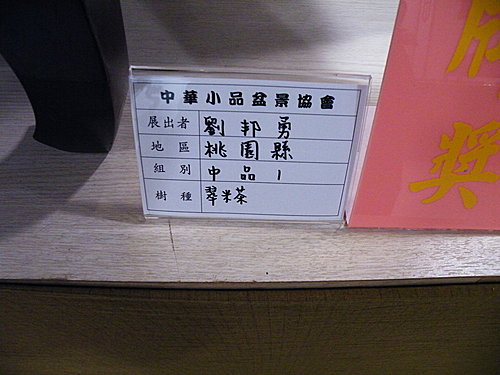 中華小品盆景協會
展出者 劉邦勇
地區 桃園縣
組別 中品1
樹種 翠米茶
獎